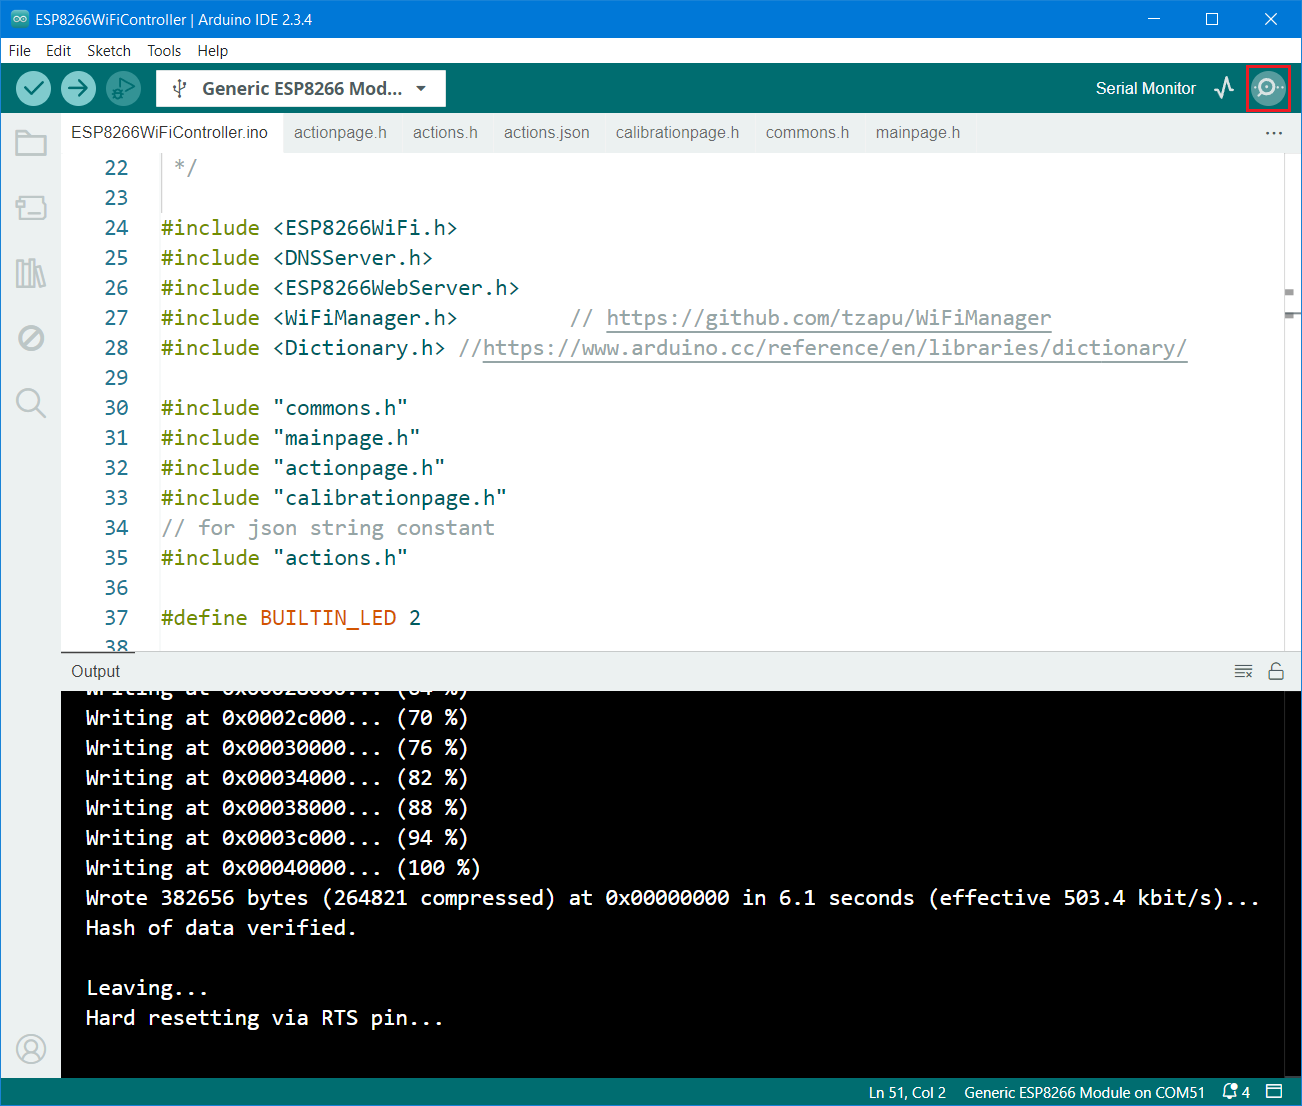 ESP8266WiFiController | Arduino IDE 2.3.4
File Edit Sketch Tools Help
Generic ESP8266 Mod... Serial Monitor
ESP8266WiFiController.ino actionpage.h actions.h actions.json calibrationpage.h commons.h mainpage.h ...
22 */
23
24 #include <ESP8266WiFi.h>
25 #include <DNSServer.h>
26 #include <ESP8266WebServer.h>
27 #include <WiFiManager.h> // https://github.com/tzapu/WiFiManager
28 #include <Dictionary.h> //https://www.arduino.cc/reference/en/libraries/dictionary/
29
30 #include "commons.h"
31 #include "mainpage.h"
32 #include "actionpage.h"
33 #include "calibrationpage.h"
34 // for json string constant
35 #include "actions.h"
36
37 #define BUILTIN_LED 2
38
Output
Writing at 0x00028000... (64 %)
Writing at 0x0002c000... (70 %)
Writing at 0x00030000... (76 %)
Writing at 0x00034000... (82 %)
Writing at 0x00038000... (88 %)
Writing at 0x0003c000... (94 %)
Writing at 0x00040000... (100 %)
Wrote 382656 bytes (264821 compressed) at 0x00000000 in 6.1 seconds (effective 503.4 kbit/s)...
Hash of data verified.
Leaving...
Hard resetting via RTS pin...
Ln 51, Col 2 Generic ESP8266 Module on COM51 4